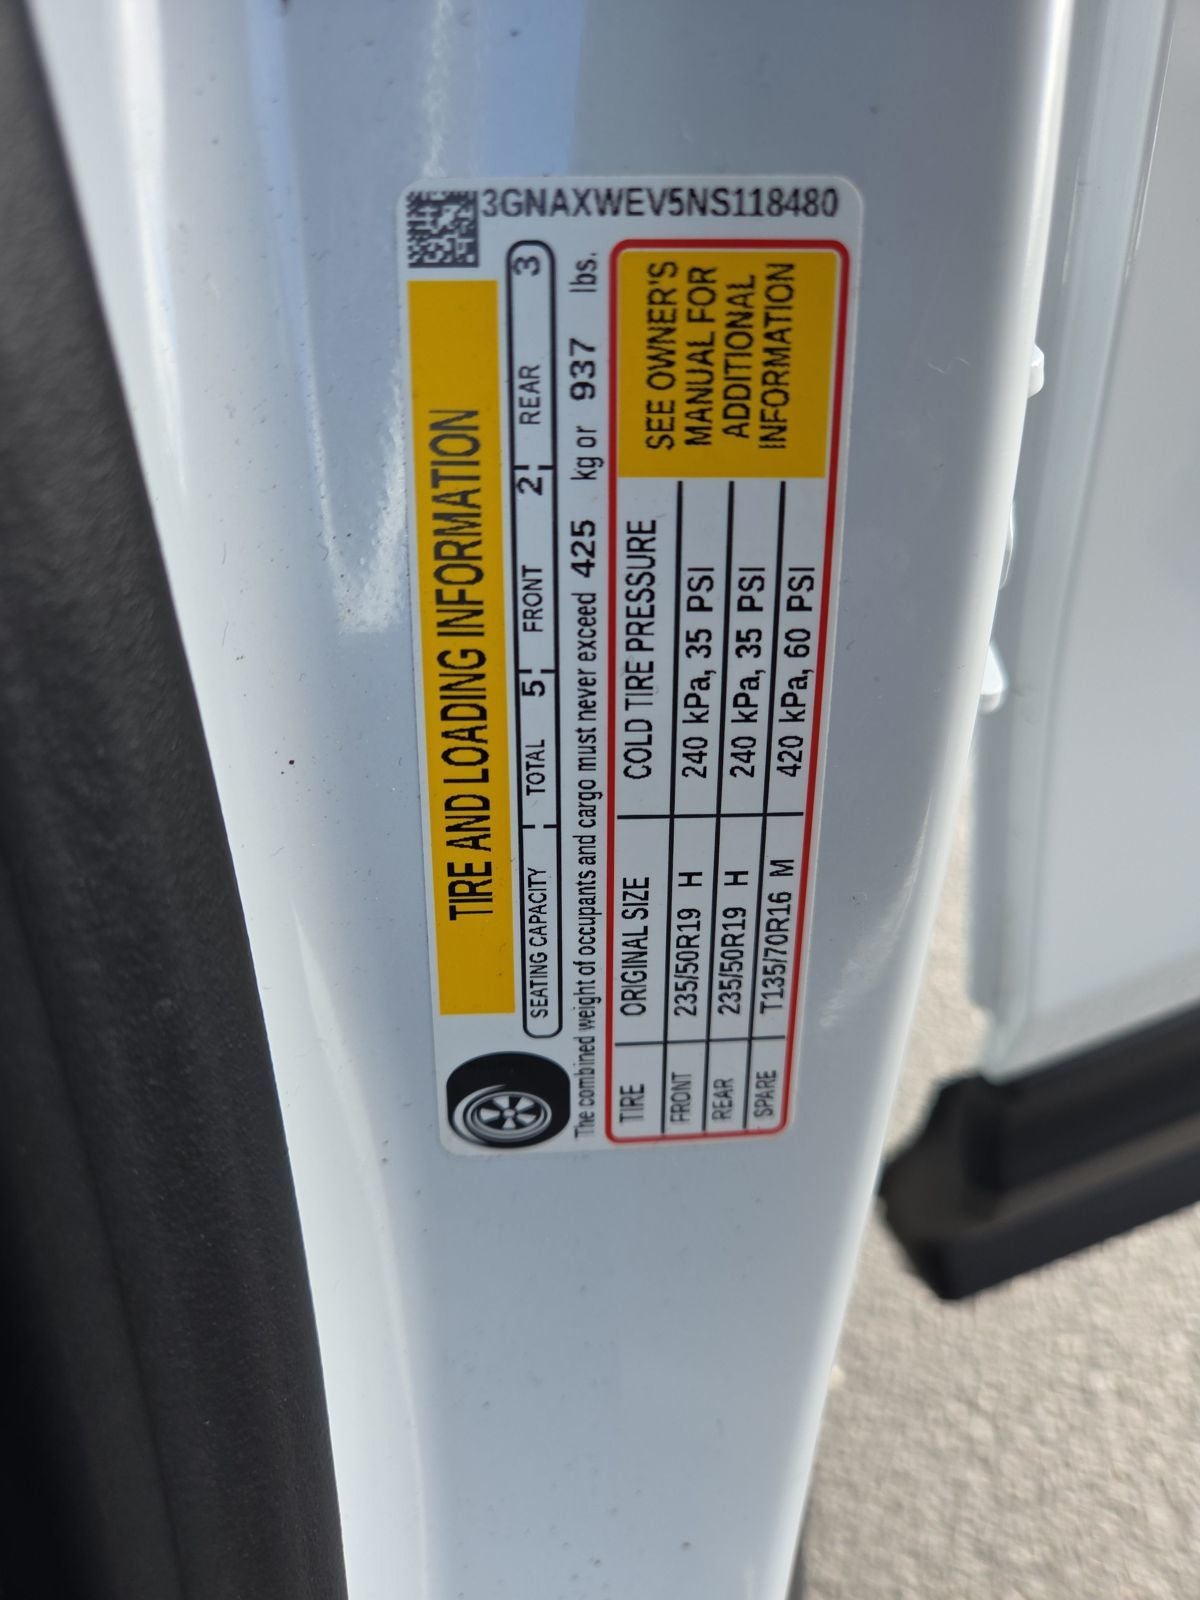 3GNAXWEV5NS118480
TIRE AND LOADING INFORMATION
SEATING CAPACITY TOTAL 5 FRONT 2 REAR 3
The combined weight of occupants and cargo must never exceed 425 kg or 937 lbs.
TIRE ORIGINAL SIZE COLD TIRE PRESSURE
FRONT 235/50R19 H 240 kPa, 35 PSI
REAR 235/50R19 H 240 kPa, 35 PSI
SPARE T135/70R16 M 420 kPa, 60 PSI
SEE OWNER'S
MANUAL FOR
ADDITIONAL
INFORMATION